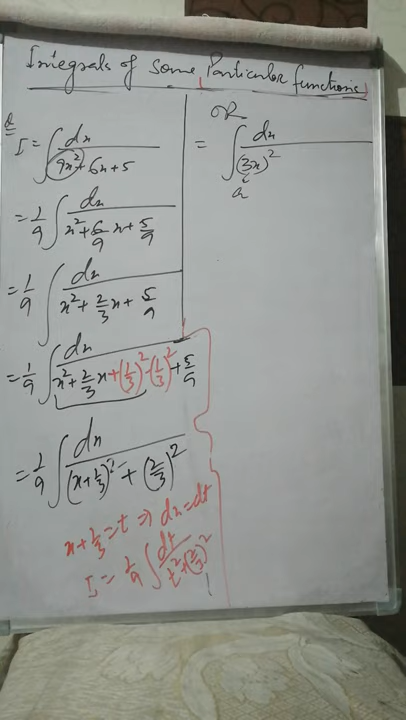 Integrals of Some Particular functions
Q I = ∫ dx / (9x² + 6x + 5)
= 1/9 ∫ dx / (x² + 6/9 x + 5/9)
= 1/9 ∫ dx / (x² + 2/3 x + 5/9)
= 1/9 ∫ dx / (x² + 2/3 x + (1/3)² - (1/3)² + 5/9)
= 1/9 ∫ dx / ((x + 1/3)² + (2/3)²)
x + 1/3 = t ⇒ dx = dt
I = 1/9 ∫ dt / (t² + (2/3)²)
OR
= ∫ dx / (3x)²
a